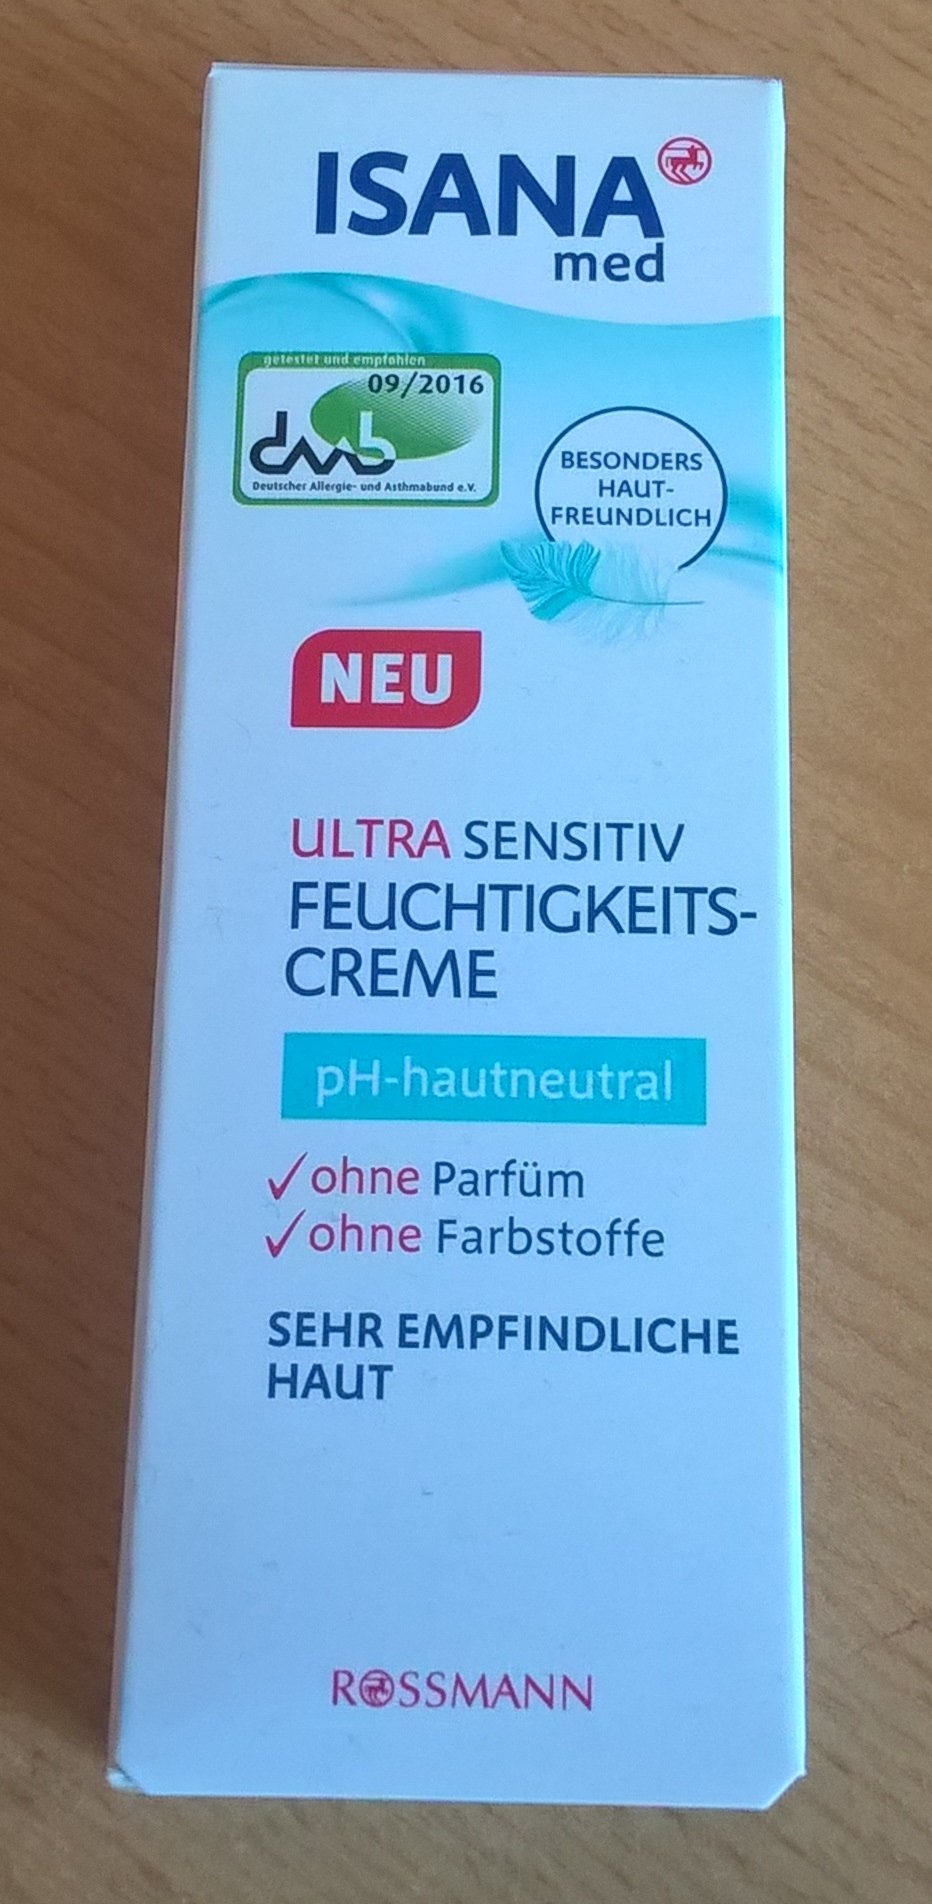 ISANA
med
getestet und empfohlen
09/2016
daab
Deutscher Allergie- und Asthmabund e.V.
BESONDERS
HAUT-
FREUNDLICH
NEU
ULTRA SENSITIV
FEUCHTIGKEITS-
CREME
pH-hautneutral
ohne Parfüm
ohne Farbstoffe
SEHR EMPFINDLICHE
HAUT
ROSSMANN